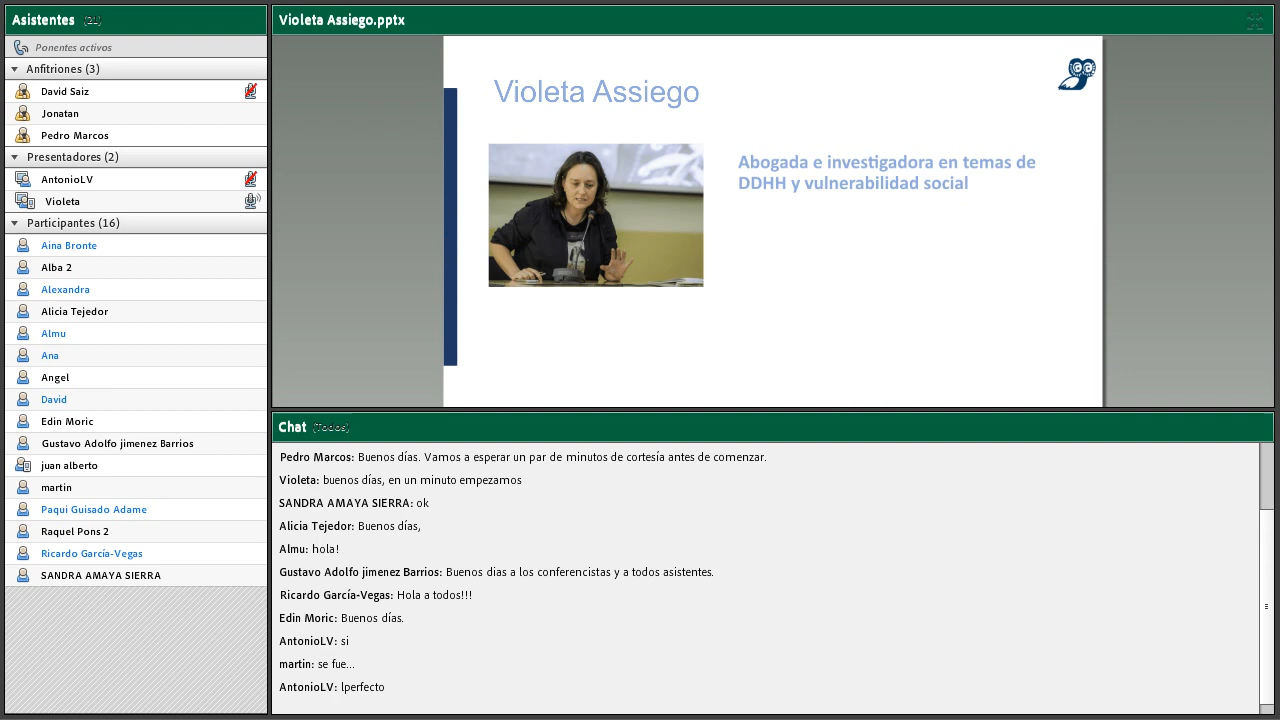 Asistentes (21)
Ponentes activos
Anfitriones (3)
David Saiz
Jonatan
Pedro Marcos
Presentadores (2)
AntonioLV
Violeta
Participantes (16)
Aina Bronte
Alba 2
Alexandra
Alicia Tejedor
Almu
Ana
Angel
David
Edin Moric
Gustavo Adolfo jimenez Barrios
juan alberto
martin
Paqui Guisado Adame
Raquel Pons 2
Ricardo García-Vegas
SANDRA AMAYA SIERRA
Violeta Assiego.pptx
Violeta Assiego
Abogada e investigadora en temas de
DDHH y vulnerabilidad social
Chat (Todos)
Pedro Marcos: Buenos días. Vamos a esperar un par de minutos de cortesía antes de comenzar.
Violeta: buenos días, en un minuto empezamos
SANDRA AMAYA SIERRA: ok
Alicia Tejedor: Buenos días,
Almu: hola!
Gustavo Adolfo jimenez Barrios: Buenos dias a los conferencistas y a todos asistentes.
Ricardo García-Vegas: Hola a todos!!!
Edin Moric: Buenos días.
AntonioLV: si
martin: se fue...
AntonioLV: lperfecto